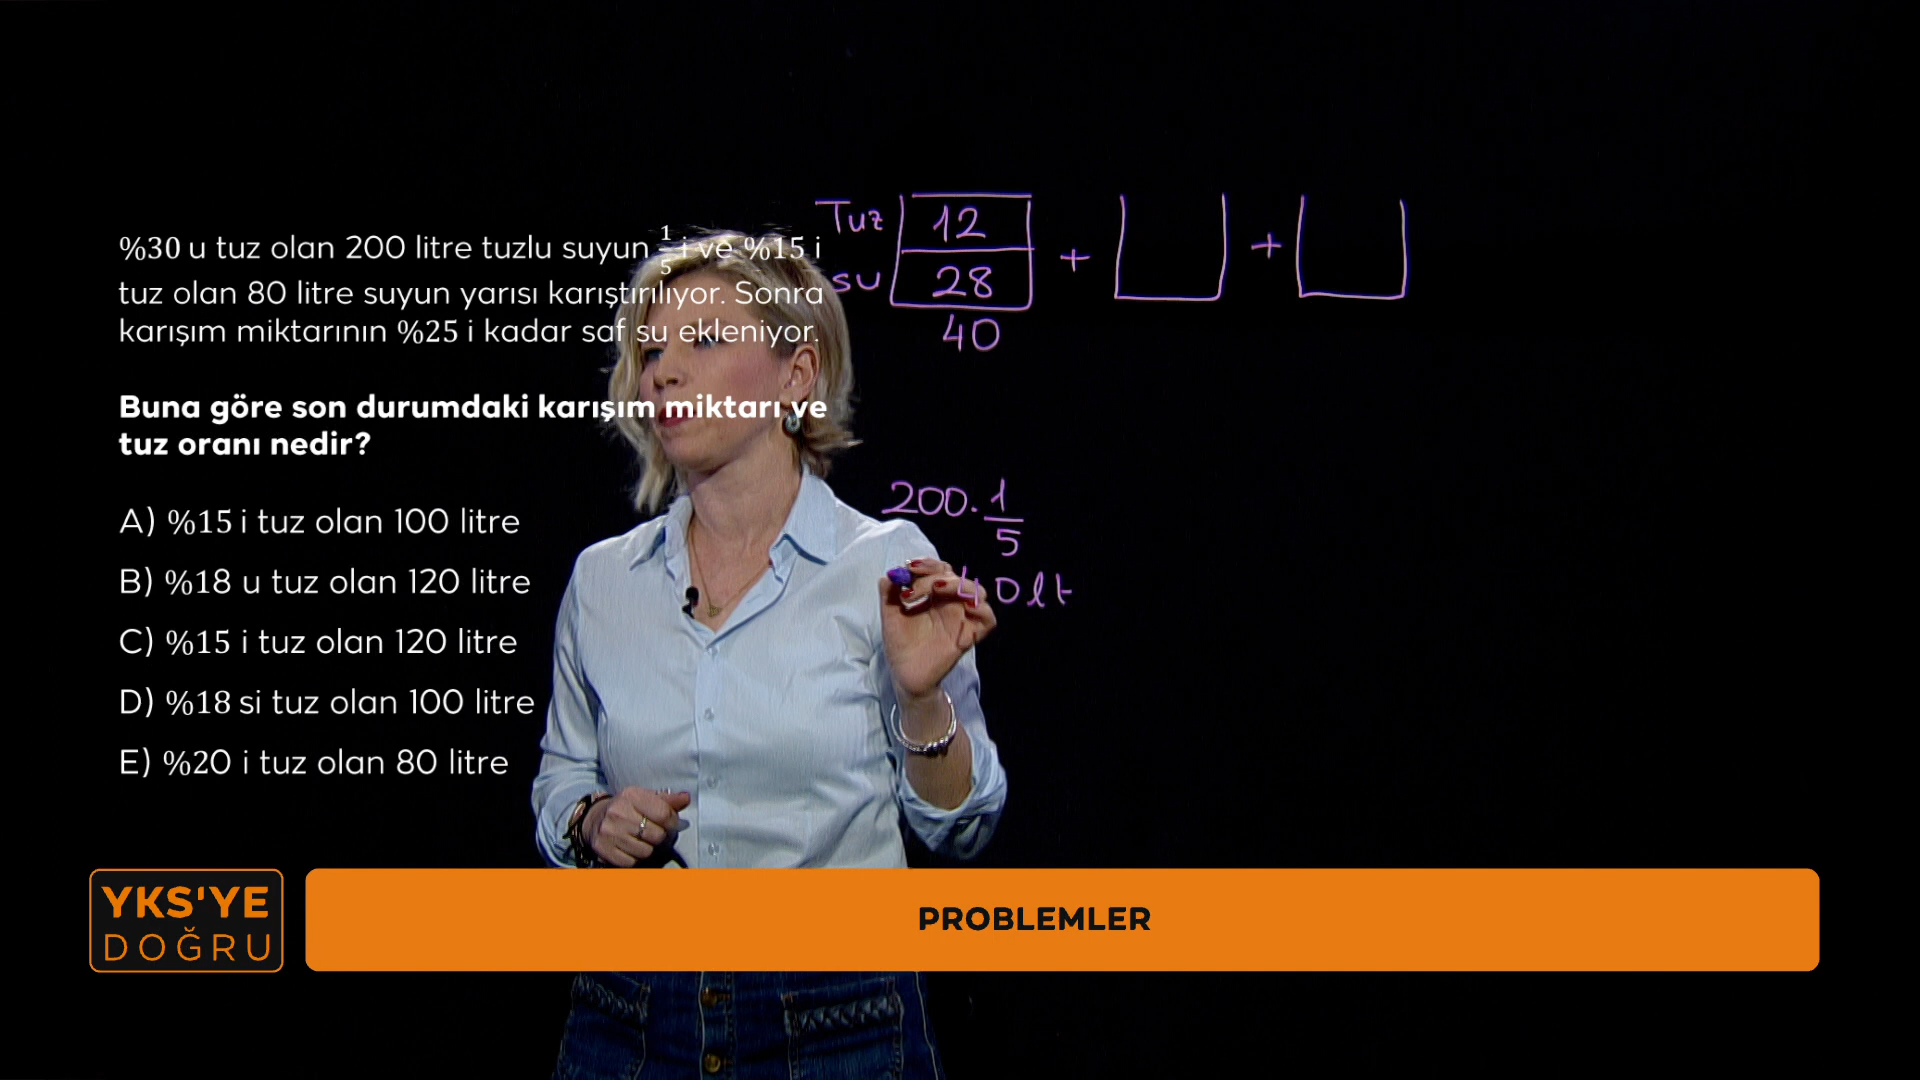 %30 u tuz olan 200 litre tuzlu suyun 1/5 i ve %15 i
tuz olan 80 litre suyun yarısı karıştırılıyor. Sonra
karışım miktarının %25 i kadar saf su ekleniyor.
Buna göre son durumdaki karışım miktarı ve
tuz oranı nedir?
A) %15 i tuz olan 100 litre
B) %18 u tuz olan 120 litre
C) %15 i tuz olan 120 litre
D) %18 si tuz olan 100 litre
E) %20 i tuz olan 80 litre
Tuz 12
su 28
+ +
40
200. 1/5
40 lt
YKS'YE
DOĞRU
PROBLEMLER